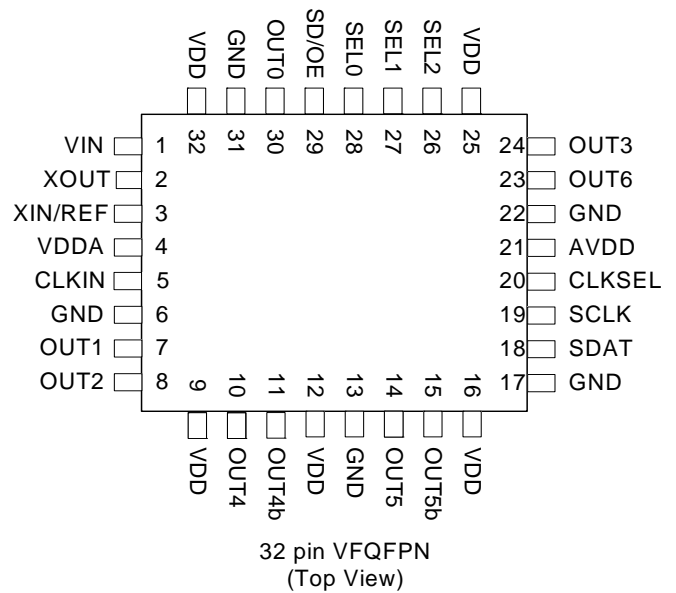 VDD GND OUT0 SD/OE SEL0 SEL1 SEL2 VDD
32 31 30 29 28 27 26 25
VIN 1 24 OUT3
XOUT 2 23 OUT6
XIN/REF 3 22 GND
VDDA 4 21 AVDD
CLKIN 5 20 CLKSEL
GND 6 19 SCLK
OUT1 7 18 SDAT
OUT2 8 17 GND
9 10 11 12 13 14 15 16
VDD OUT4 OUT4b VDD GND OUT5 OUT5b VDD
32 pin VFQFPN
(Top View)